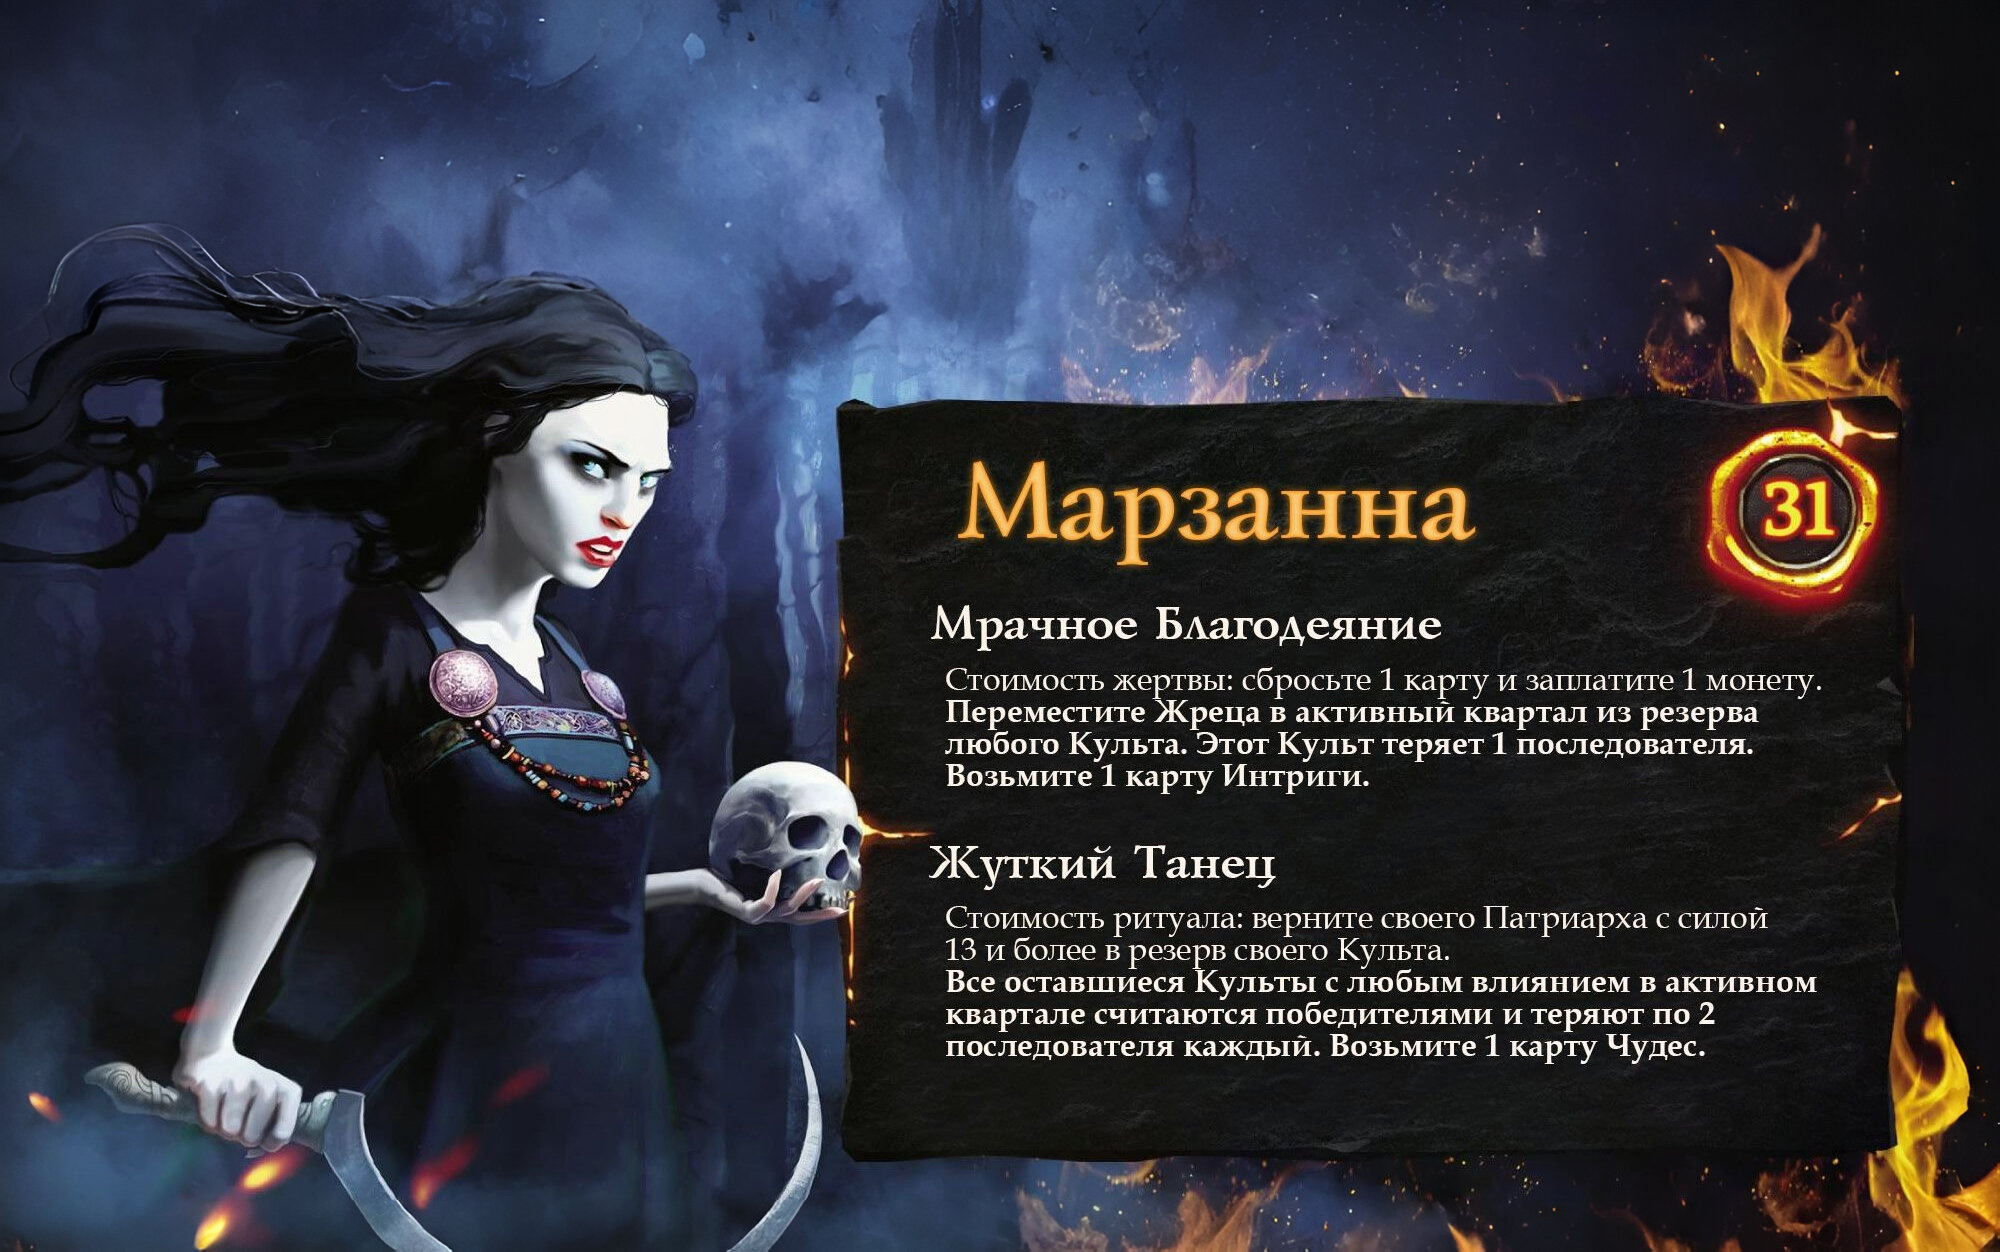 Марзанна
31
Мрачное Благодеяние
Стоимость жертвы: сбросьте 1 карту и заплатите 1 монету.
Переместите Жреца в активный квартал из резерва
любого Культа. Этот Культ теряет 1 последователя.
Возьмите 1 карту Интриги.
Жуткий Танец
Стоимость ритуала: верните своего Патриарха с силой
13 и более в резерв своего Культа.
Все оставшиеся Культы с любым влиянием в активном
квартале считаются победителями и теряют по 2
последователя каждый. Возьмите 1 карту Чудес.